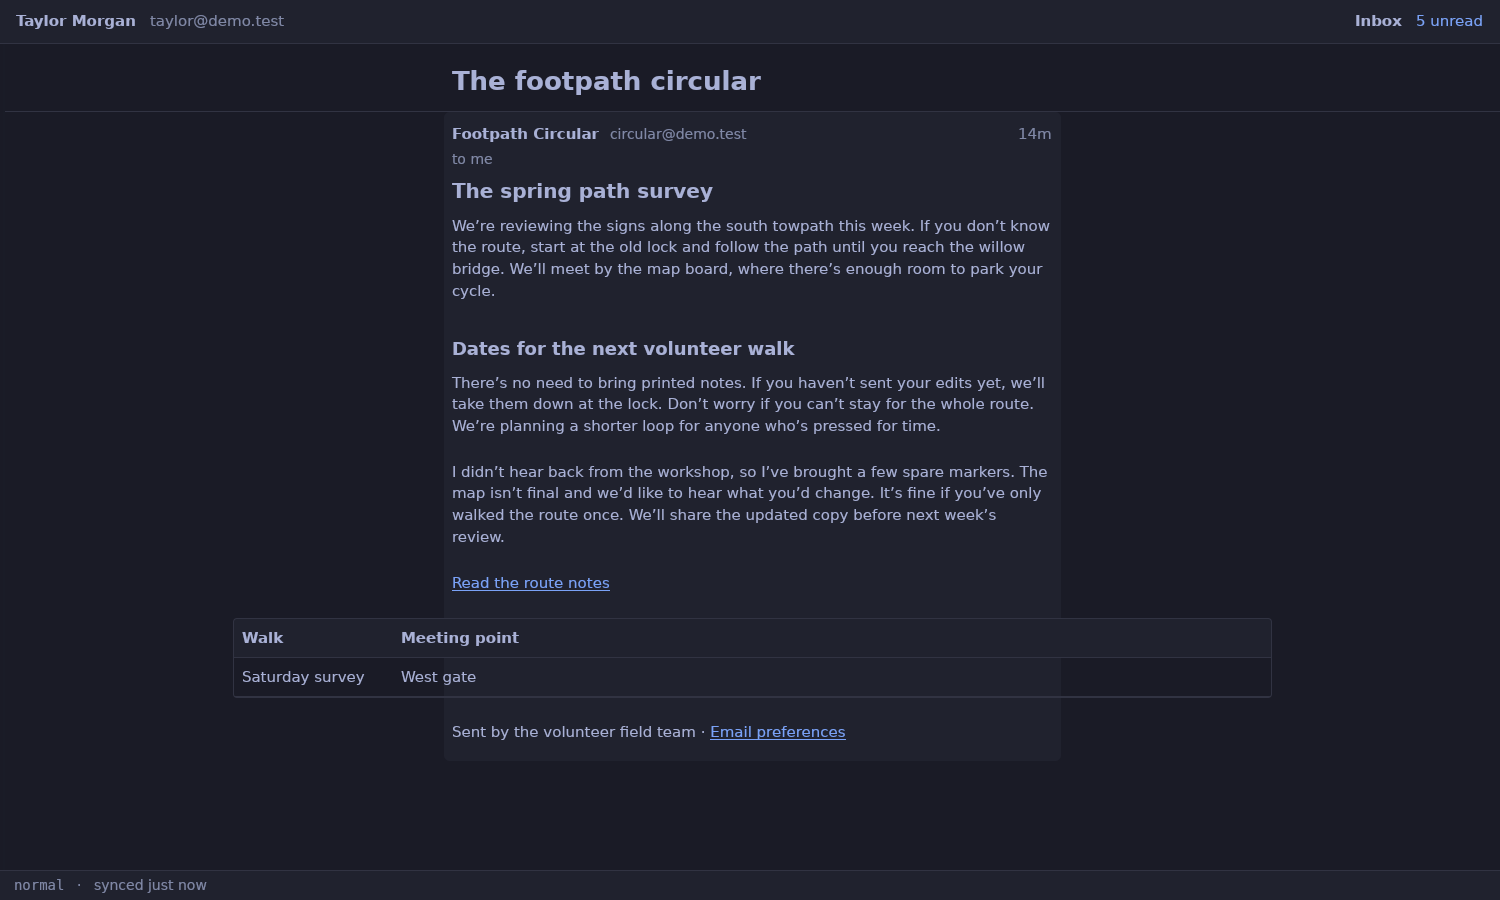 Taylor Morgan taylor@demo.test Inbox 5 unread
The footpath circular
Footpath Circular circular@demo.test 14m
to me
The spring path survey
We’re reviewing the signs along the south towpath this week. If you don’t know
the route, start at the old lock and follow the path until you reach the willow
bridge. We’ll meet by the map board, where there’s enough room to park your
cycle.
Dates for the next volunteer walk
There’s no need to bring printed notes. If you haven’t sent your edits yet, we’ll
take them down at the lock. Don’t worry if you can’t stay for the whole route.
We’re planning a shorter loop for anyone who’s pressed for time.
I didn’t hear back from the workshop, so I’ve brought a few spare markers. The
map isn’t final and we’d like to hear what you’d change. It’s fine if you’ve only
walked the route once. We’ll share the updated copy before next week’s
review.
Read the route notes
Walk Meeting point
Saturday survey West gate
Sent by the volunteer field team · Email preferences
normal · synced just now